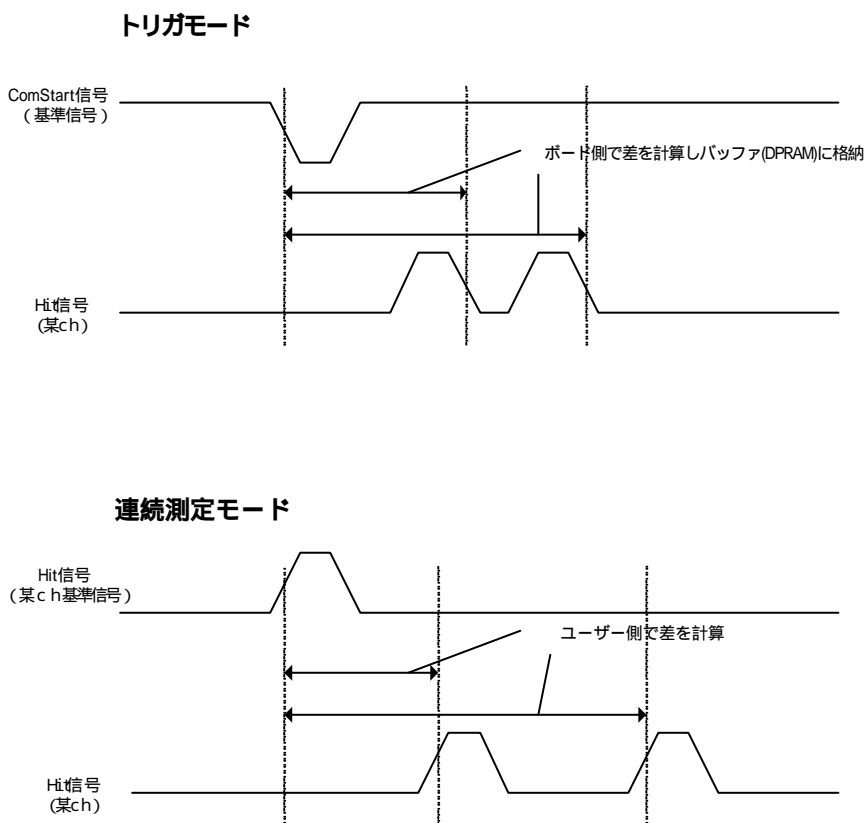 トリガモード
ComStart信号
（基準信号）
ボード側で差を計算しバッファ(DPRAM)に格納
Hit信号
(某ch)
連続測定モード
Hit信号
（某ｃｈ基準信号）
ユーザー側で差を計算
Hit信号
(某ch)